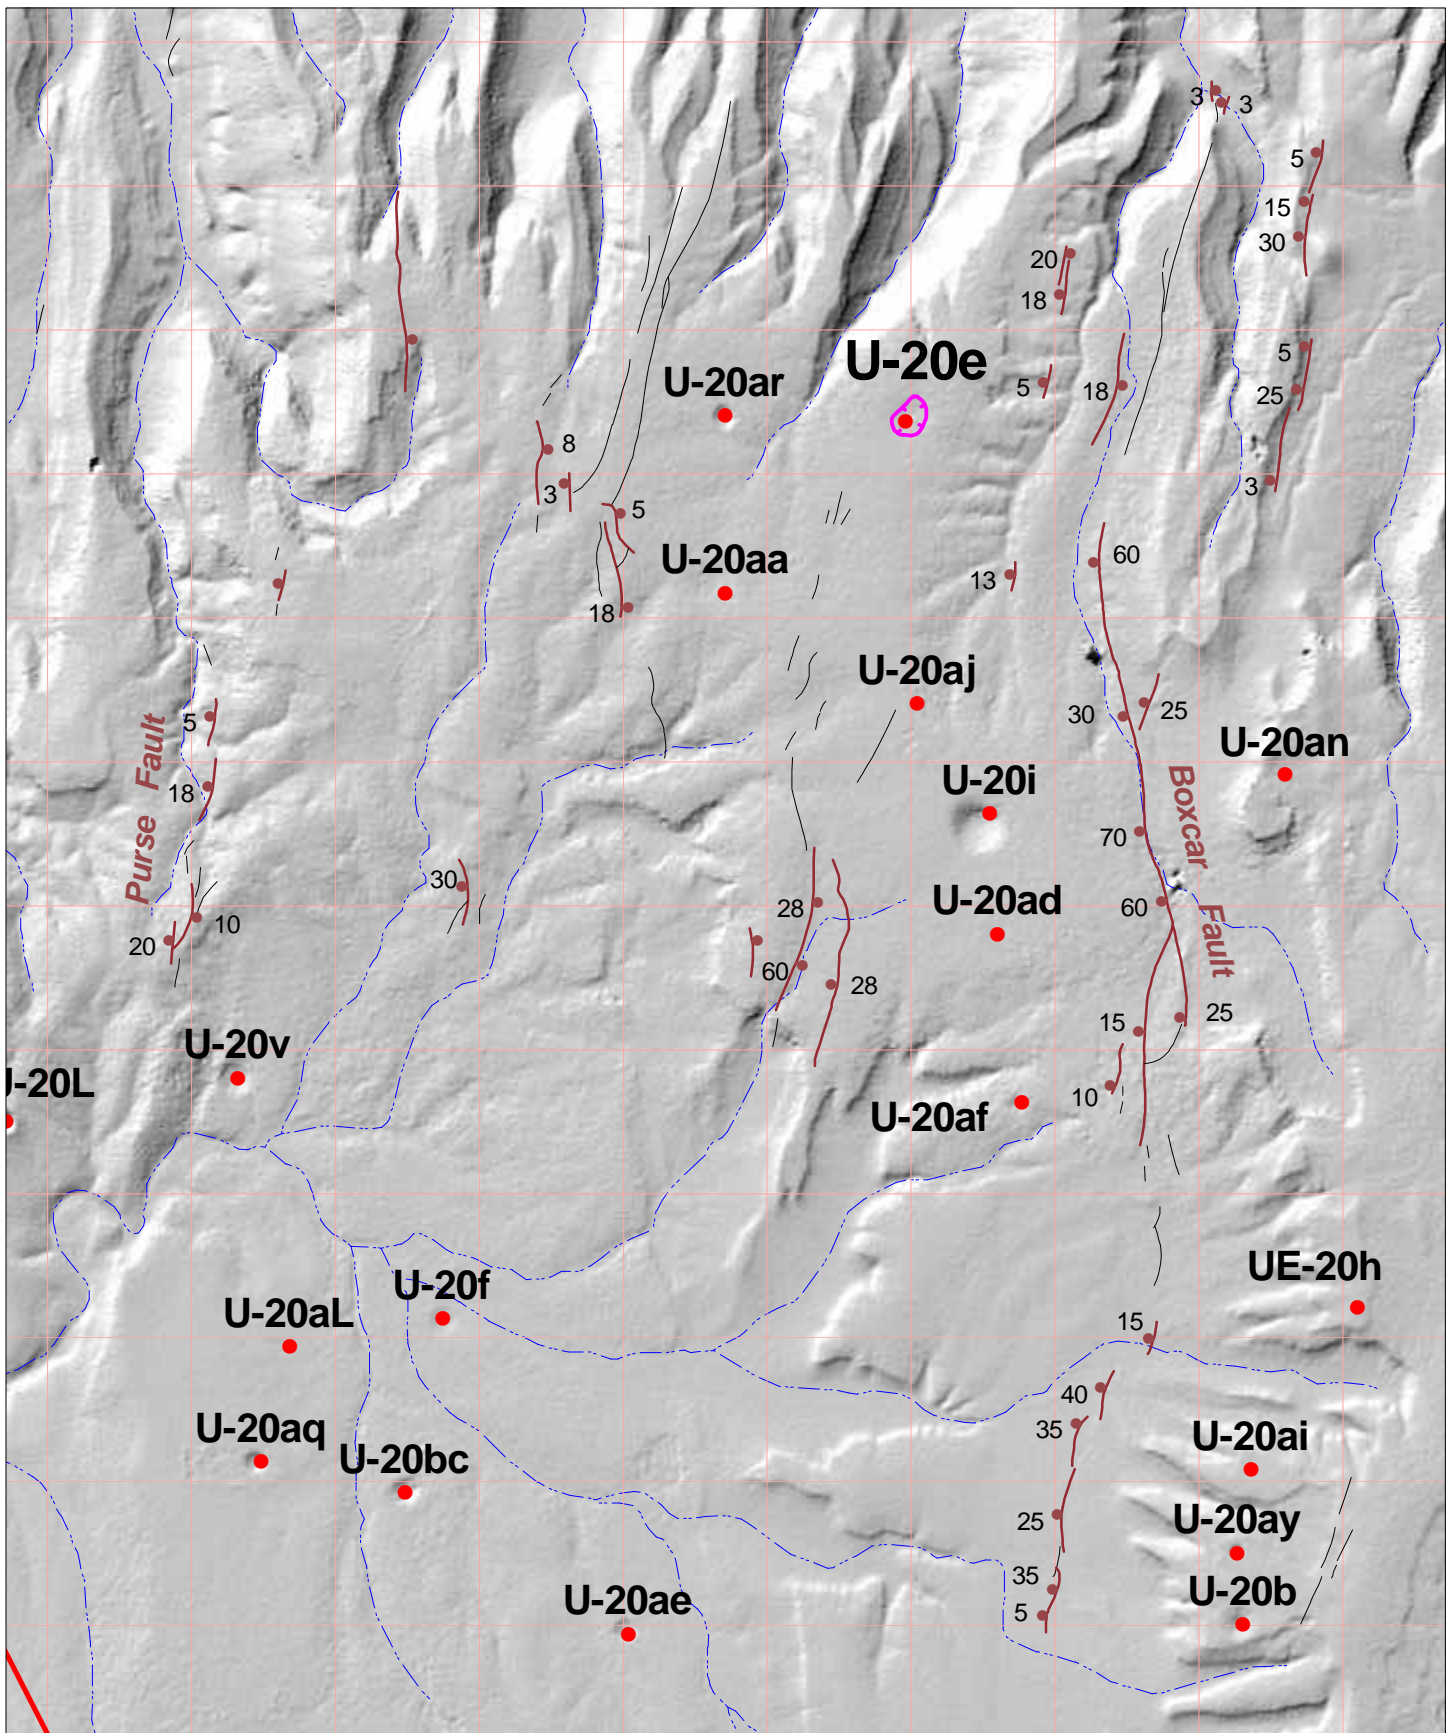 3
3
5
15
30
20
18
5
18
5
25
3
U-20ar
U-20e
8
3
5
18
U-20aa
13
60
U-20aj
30
25
U-20an
5
18
Purse Fault
U-20i
70
Boxcar Fault
30
28
U-20ad
60
10
20
60
28
25
15
U-20v
J-20L
10
U-20af
UE-20h
U-20f
U-20aL
15
40
35
U-20aq
U-20bc
U-20ai
25
U-20ay
35
5
U-20b
U-20ae